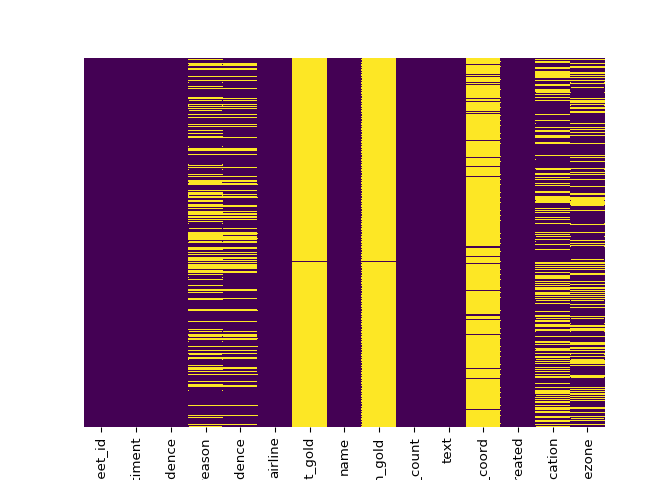 eet_id
timent
dence
eason
dence
airline
t_gold
name
n_gold
_count
text
_coord
reated
cation
ezone